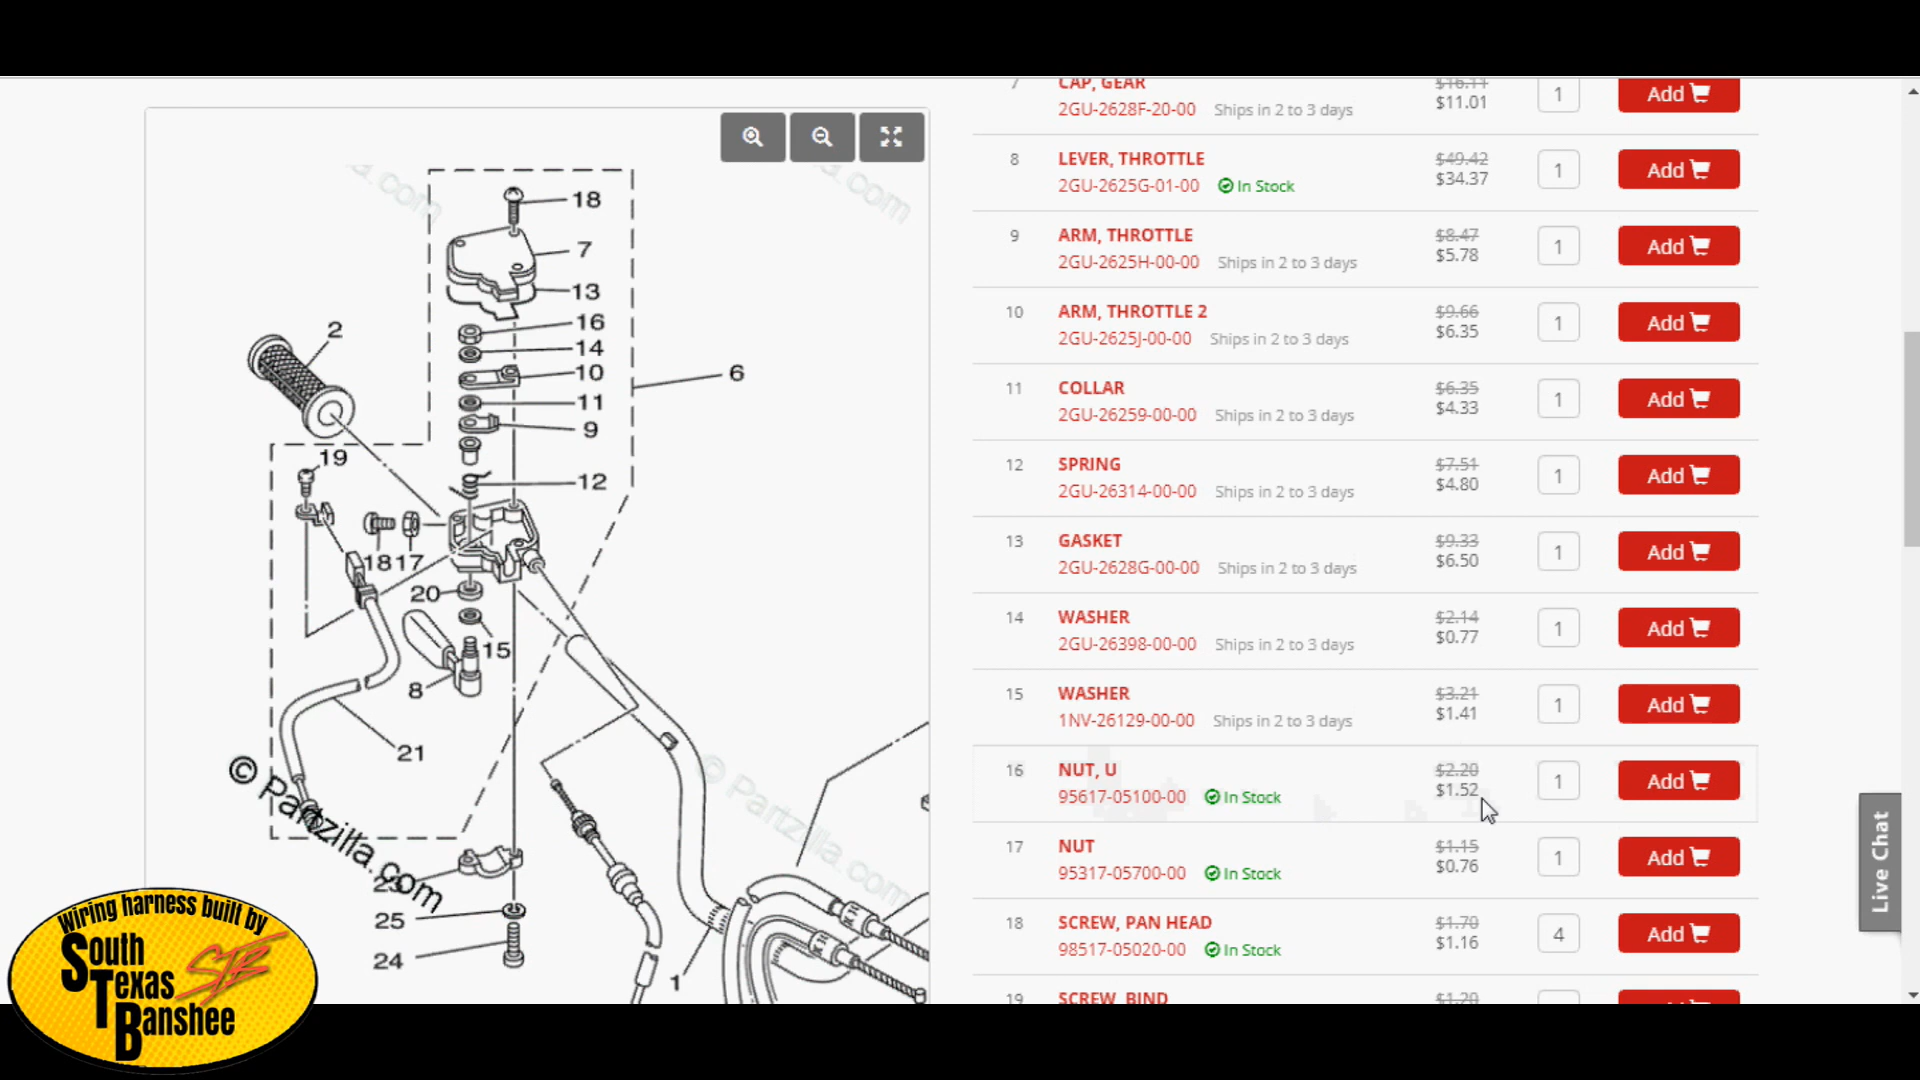 7 CAP, GEAR $16.11
2GU-2628F-20-00 Ships in 2 to 3 days $11.01 1 Add
8 LEVER, THROTTLE $49.42
2GU-2625G-01-00 In Stock $34.37 1 Add
9 ARM, THROTTLE $8.47
2GU-2625H-00-00 Ships in 2 to 3 days $5.78 1 Add
10 ARM, THROTTLE 2 $9.66
2GU-2625J-00-00 Ships in 2 to 3 days $6.35 1 Add
11 COLLAR $6.35
2GU-26259-00-00 Ships in 2 to 3 days $4.33 1 Add
12 SPRING $7.51
2GU-26314-00-00 Ships in 2 to 3 days $4.80 1 Add
13 GASKET $9.33
2GU-2628G-00-00 Ships in 2 to 3 days $6.50 1 Add
14 WASHER $2.14
2GU-26398-00-00 Ships in 2 to 3 days $0.77 1 Add
15 WASHER $3.21
1NV-26129-00-00 Ships in 2 to 3 days $1.41 1 Add
16 NUT, U $2.20
95617-05100-00 In Stock $1.52 1 Add
17 NUT $1.15
95317-05700-00 In Stock $0.76 1 Add
18 SCREW, PAN HEAD $1.70
98517-05020-00 In Stock $1.16 4 Add
19 SCREW, BIND $1.20
Live Chat
18
7
13
2
16
14
10
6
11
9
19
12
18 17
20
15
8
21
23
25
24
1
© Partzilla.com
© Partzilla.com
a.com
a.com
Wiring harness built by
South
Texas
Banshee
STB